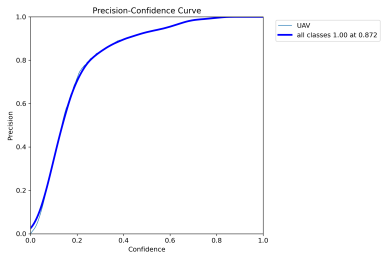 Precision-Confidence Curve
UAV
all classes 1.00 at 0.872
1.0
0.8
0.6
0.4
0.2
0.0
Precision
0.0 0.2 0.4 0.6 0.8 1.0
Confidence